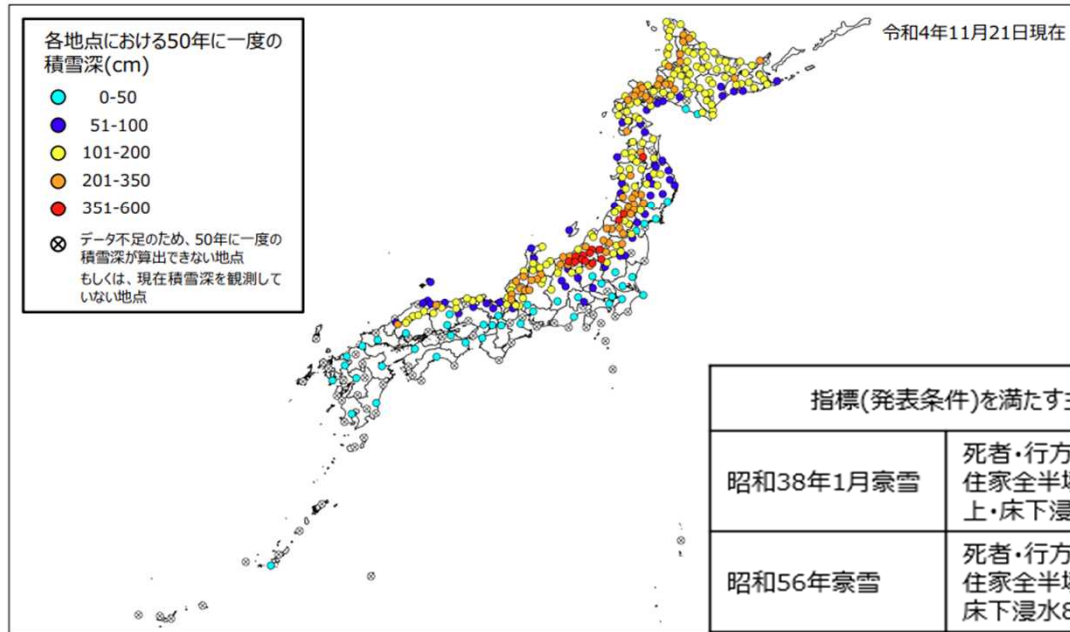 各地点における50年に一度の
積雪深(cm)
0-50
51-100
101-200
201-350
351-600
データ不足のため、50年に一度の
積雪深が算出できない地点
もしくは、現在積雪深を観測して
いない地点
令和4年11月21日現在
指標(発表条件)を満たす
昭和38年1月豪雪
死者・行方
住家全半
上・床下浸
昭和56年豪雪
死者・行方
住家全半
床下浸水8